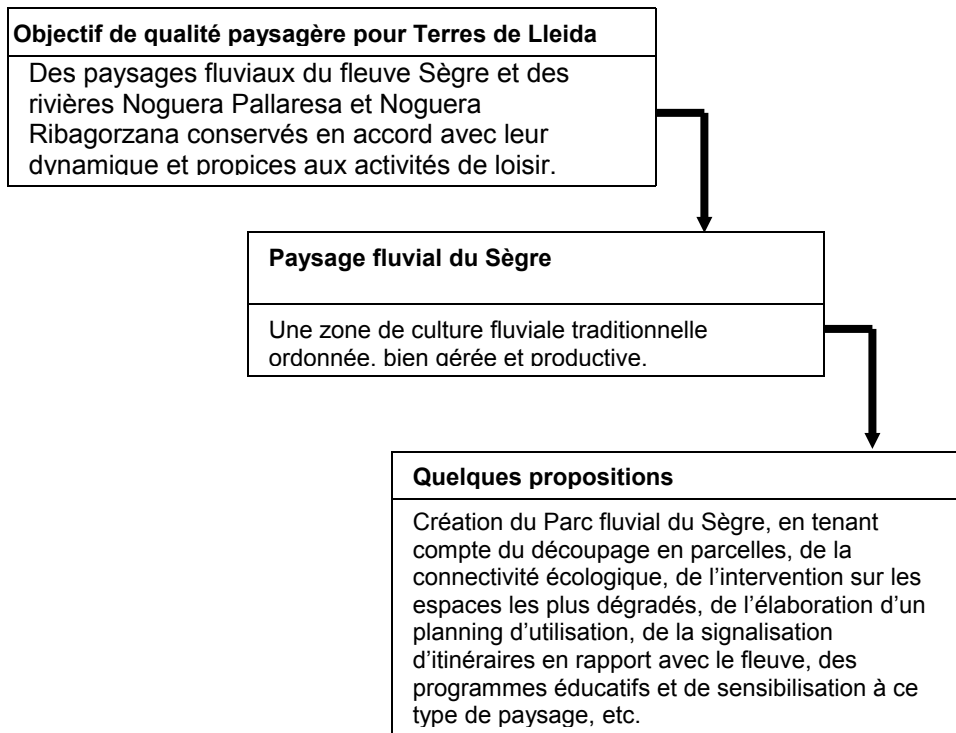 Objectif de qualité paysagère pour Terres de Lleida
Des paysages fluviaux du fleuve Sègre et des
rivières Noguera Pallaresa et Noguera
Ribagorzana conservés en accord avec leur
dynamique et propices aux activités de loisir.
Paysage fluvial du Sègre
Une zone de culture fluviale traditionnelle
ordonnée, bien gérée et productive.
Quelques propositions
Création du Parc fluvial du Sègre, en tenant
compte du découpage en parcelles, de la
connectivité écologique, de l’intervention sur les
espaces les plus dégradés, de l’élaboration d’un
planning d’utilisation, de la signalisation
d’itinéraires en rapport avec le fleuve, des
programmes éducatifs et de sensibilisation à ce
type de paysage, etc.